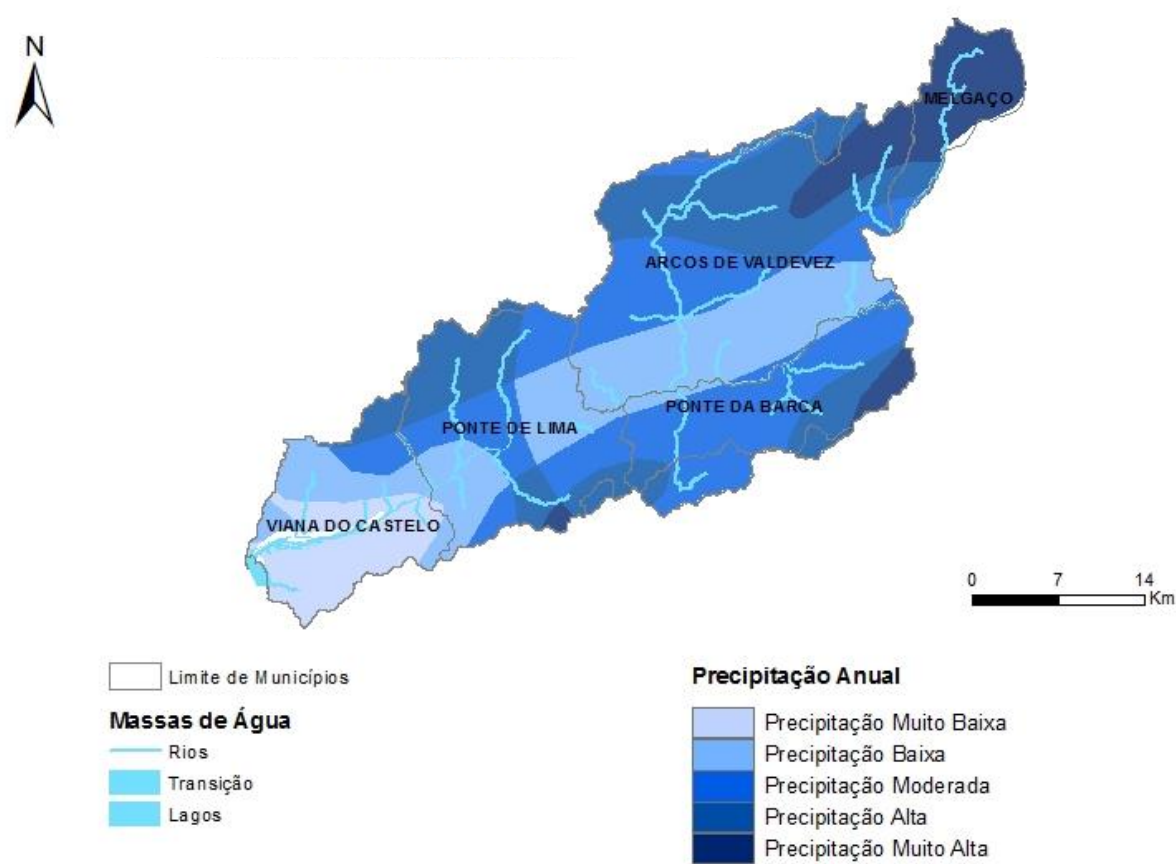 N
MELGAÇO
ARCOS DE VALDEVEZ
PONTE DA BARCA
PONTE DE LIMA
VIANA DO CASTELO
0 7 14
Km
Limite de Municípios
Massas de Água
Rios
Transição
Lagos
Precipitação Anual
Precipitação Muito Baixa
Precipitação Baixa
Precipitação Moderada
Precipitação Alta
Precipitação Muito Alta